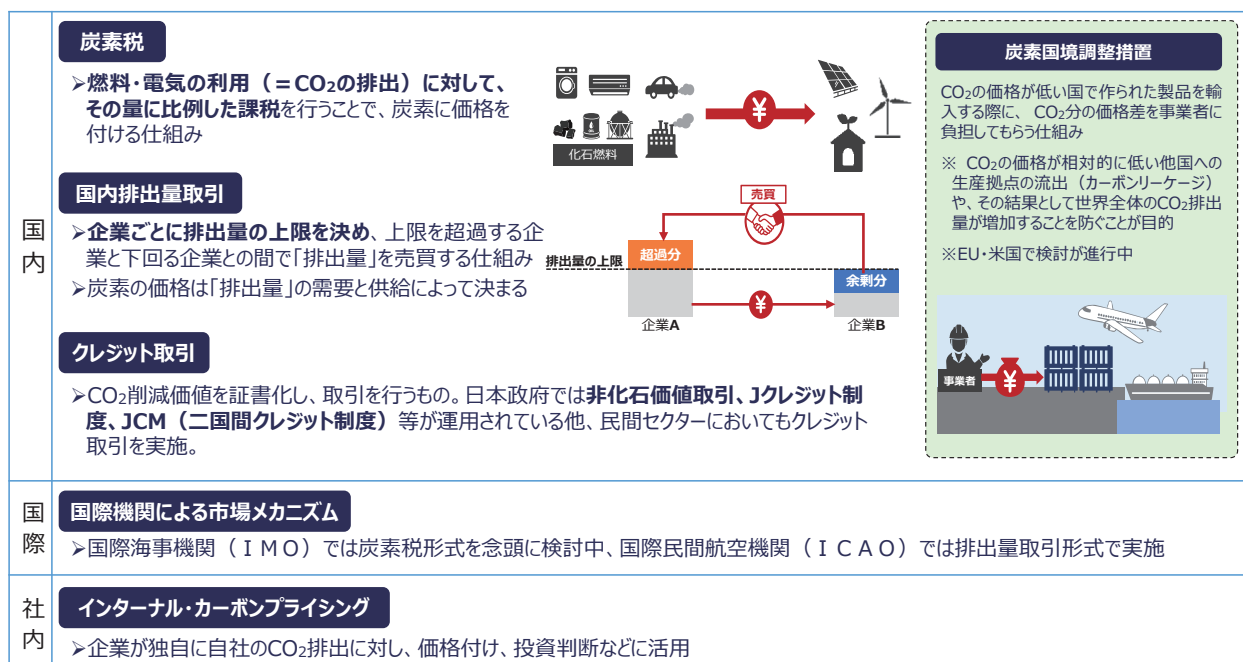 国内
炭素税
➢燃料・電気の利用（＝CO₂の排出）に対して、
その量に比例した課税を行うことで、炭素に価格を
付ける仕組み
化石燃料
¥
国内排出量取引
➢企業ごとに排出量の上限を決め、上限を超過する企
業と下回る企業との間で「排出量」を売買する仕組み
➢炭素の価格は「排出量」の需要と供給によって決まる
売買
超過分
排出量の上限
余剰分
¥
企業A
企業B
クレジット取引
➢CO₂削減価値を証書化し、取引を行うもの。日本政府では非化石価値取引、Jクレジット制
度、JCM（二国間クレジット制度）等が運用されている他、民間セクターにおいてもクレジット
取引を実施。
炭素国境調整措置
CO₂の価格が低い国で作られた製品を輸
入する際に、CO₂分の価格差を事業者に
負担してもらう仕組み
※ CO₂の価格が相対的に低い他国への
生産拠点の流出（カーボンリーケージ）
や、その結果として世界全体のCO₂排出
量が増加することを防ぐことが目的
※EU・米国で検討が進行中
事業者
¥
国際
国際機関による市場メカニズム
➢国際海事機関（ＩＭＯ）では炭素税形式を念頭に検討中、国際民間航空機関（ＩＣＡＯ）では排出量取引形式で実施
社内
インターナル・カーボンプライシング
➢企業が独自に自社のCO₂排出に対し、価格付け、投資判断などに活用